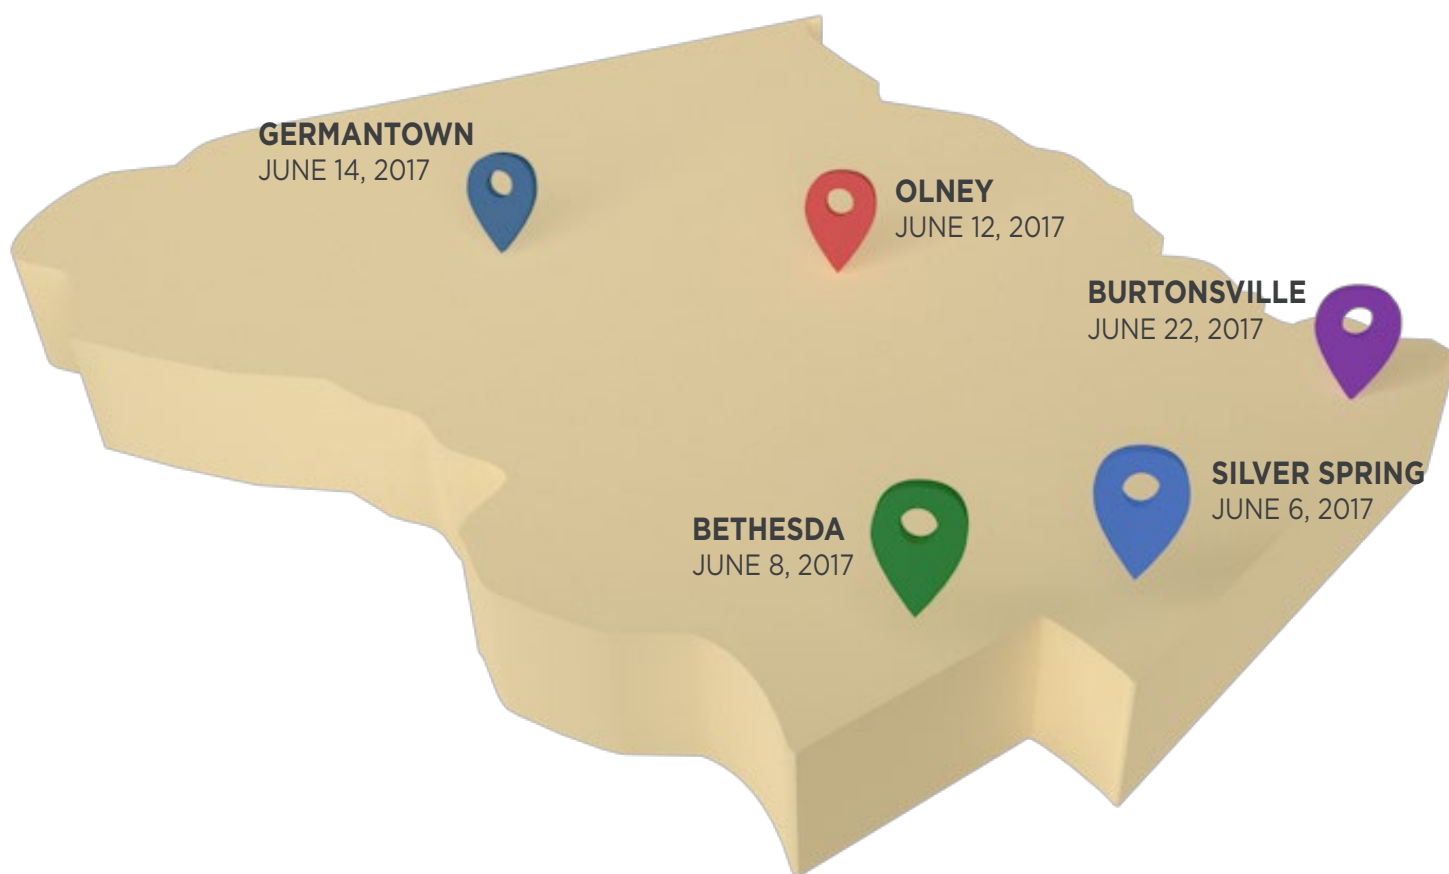 GERMANTOWN
JUNE 14, 2017
OLNEY
JUNE 12, 2017
BURTONSVILLE
JUNE 22, 2017
SILVER SPRING
JUNE 6, 2017
BETHESDA
JUNE 8, 2017